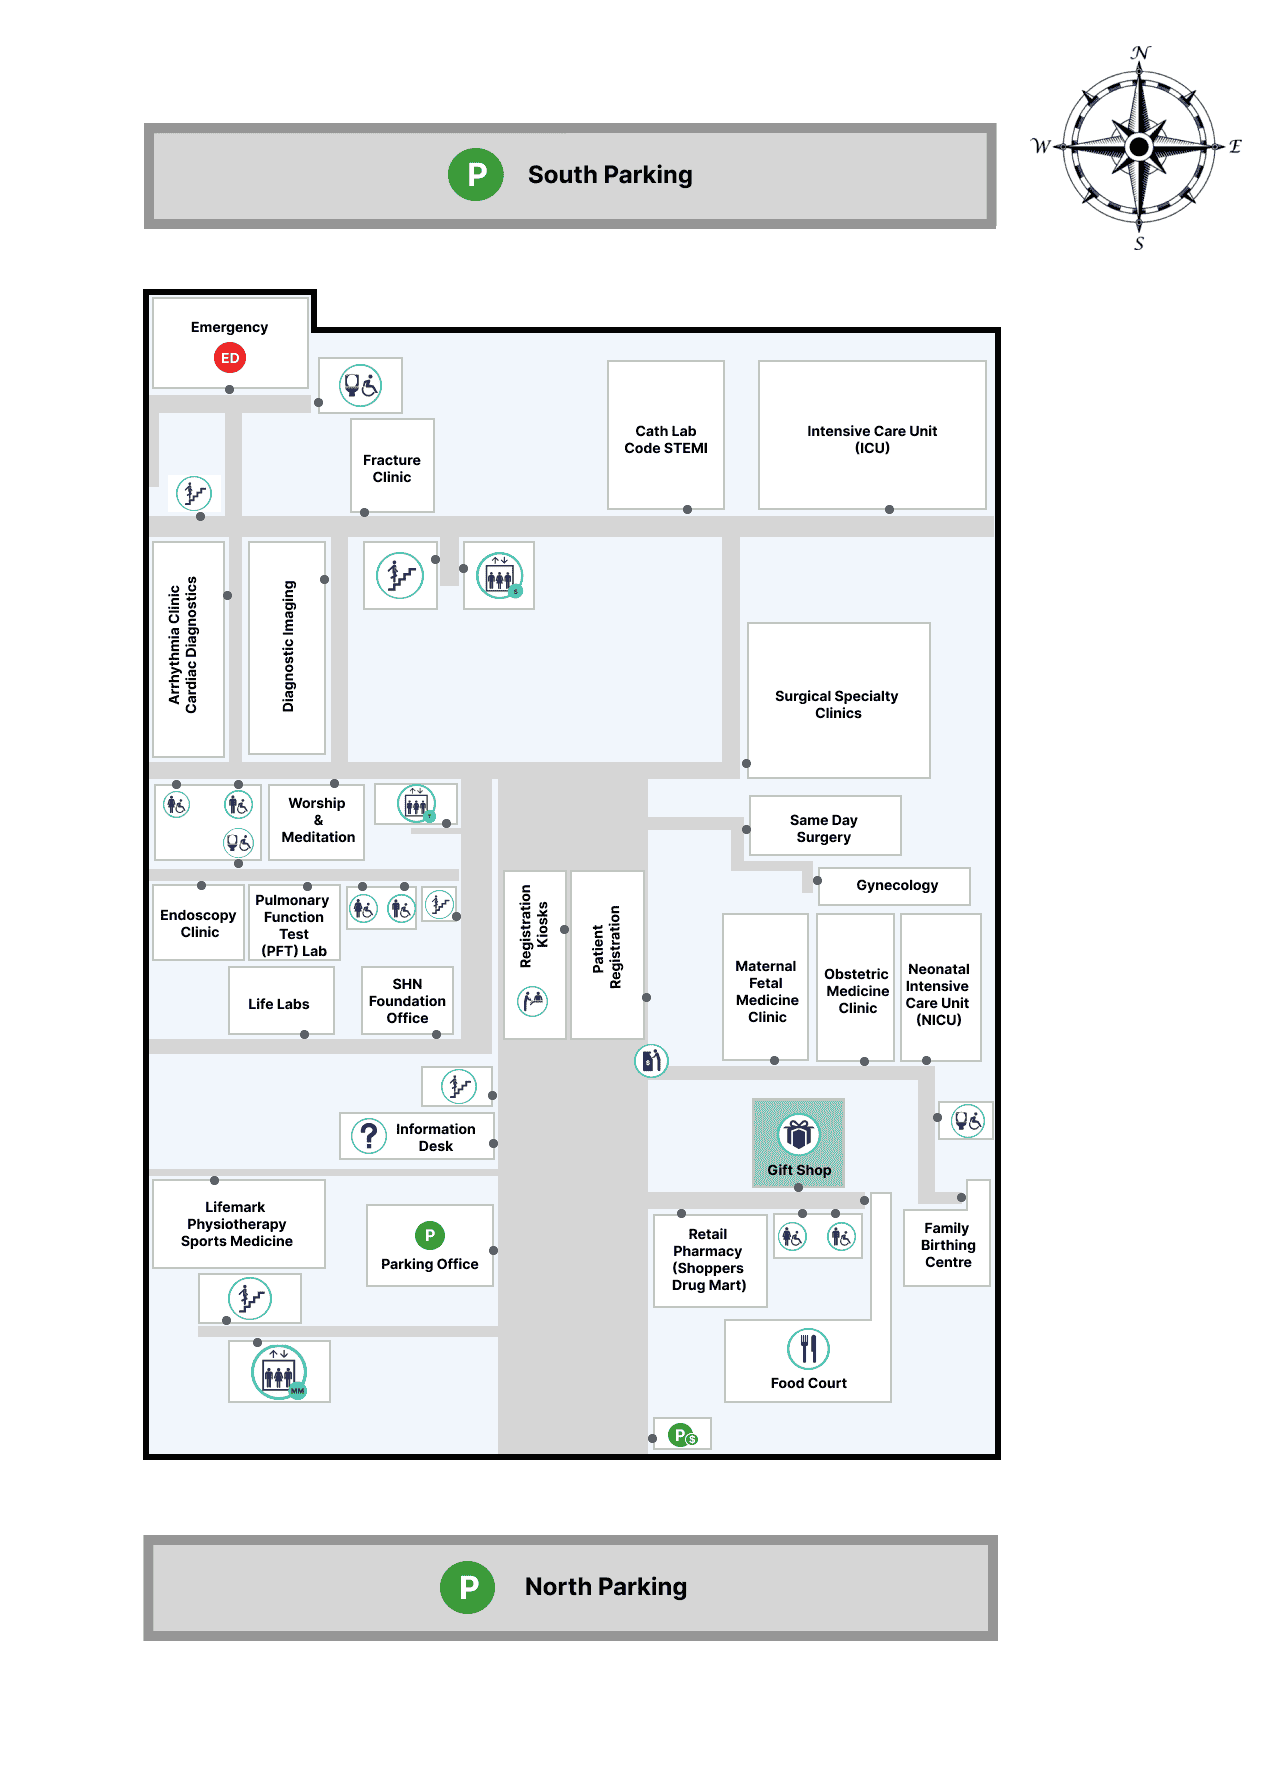 N
W
E
S
P South Parking
Emergency
ED
Fracture
Clinic
Cath Lab
Code STEMI
Intensive Care Unit
(ICU)
Arrhythmia Clinic
Cardiac Diagnostics
Diagnostic Imaging
S
Surgical Specialty
Clinics
Worship
&
Meditation
T
Same Day
Surgery
Gynecology
Endoscopy
Clinic
Pulmonary
Function
Test
(PFT) Lab
Registration
Kiosks
Patient
Registration
Life Labs
SHN
Foundation
Office
Maternal
Fetal
Medicine
Clinic
Obstetric
Medicine
Clinic
Neonatal
Intensive
Care Unit
(NICU)
$
?
Information
Desk
Gift Shop
Lifemark
Physiotherapy
Sports Medicine
P
Parking Office
Retail
Pharmacy
(Shoppers
Drug Mart)
Family
Birthing
Centre
MM
Food Court
P $
P North Parking